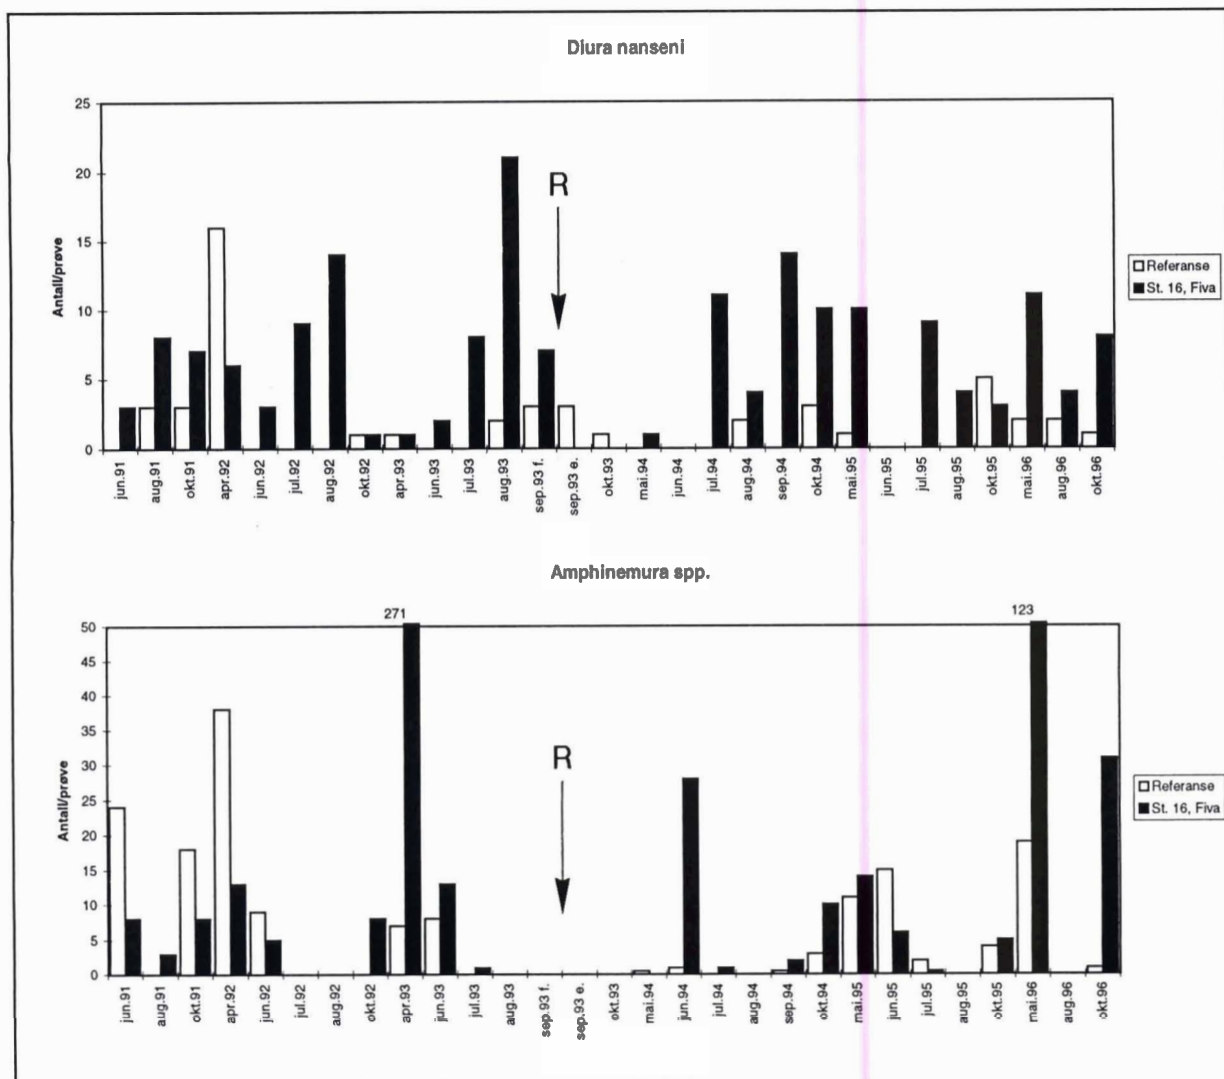 Diura nanseni
25
20
15
10
5
0
Antall/prøve
R
Referanse
St. 16, Fiva
jun.91
aug.91
okt.91
apr.92
jun.92
jul.92
aug.92
okt.92
apr.93
jun.93
jul.93
aug.93
sep.93 f.
sep.93 e.
okt.93
mai.94
jun.94
jul.94
aug.94
sep.94
okt.94
mai.95
jun.95
jul.95
aug.95
okt.95
mai.96
aug.96
okt.96
Amphinemura spp.
271
123
50
45
40
35
30
25
20
15
10
5
0
Antall/prøve
R
Referanse
St. 16, Fiva
jun.91
aug.91
okt.91
apr.92
jun.92
jul.92
aug.92
okt.92
apr.93
jun.93
jul.93
aug.93
sep.93 f.
sep.93 e.
okt.93
mai.94
jun.94
jul.94
aug.94
sep.94
okt.94
mai.95
jun.95
jul.95
aug.95
okt.95
mai.96
aug.96
okt.96